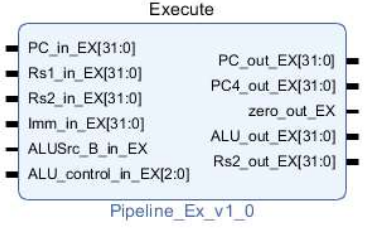 Execute
PC_in_EX[31:0]
Rs1_in_EX[31:0]
Rs2_in_EX[31:0]
Imm_in_EX[31:0]
ALUSrc_B_in_EX
ALU_control_in_EX[2:0]
PC_out_EX[31:0]
PC4_out_EX[31:0]
zero_out_EX
ALU_out_EX[31:0]
Rs2_out_EX[31:0]
Pipeline_Ex_v1_0